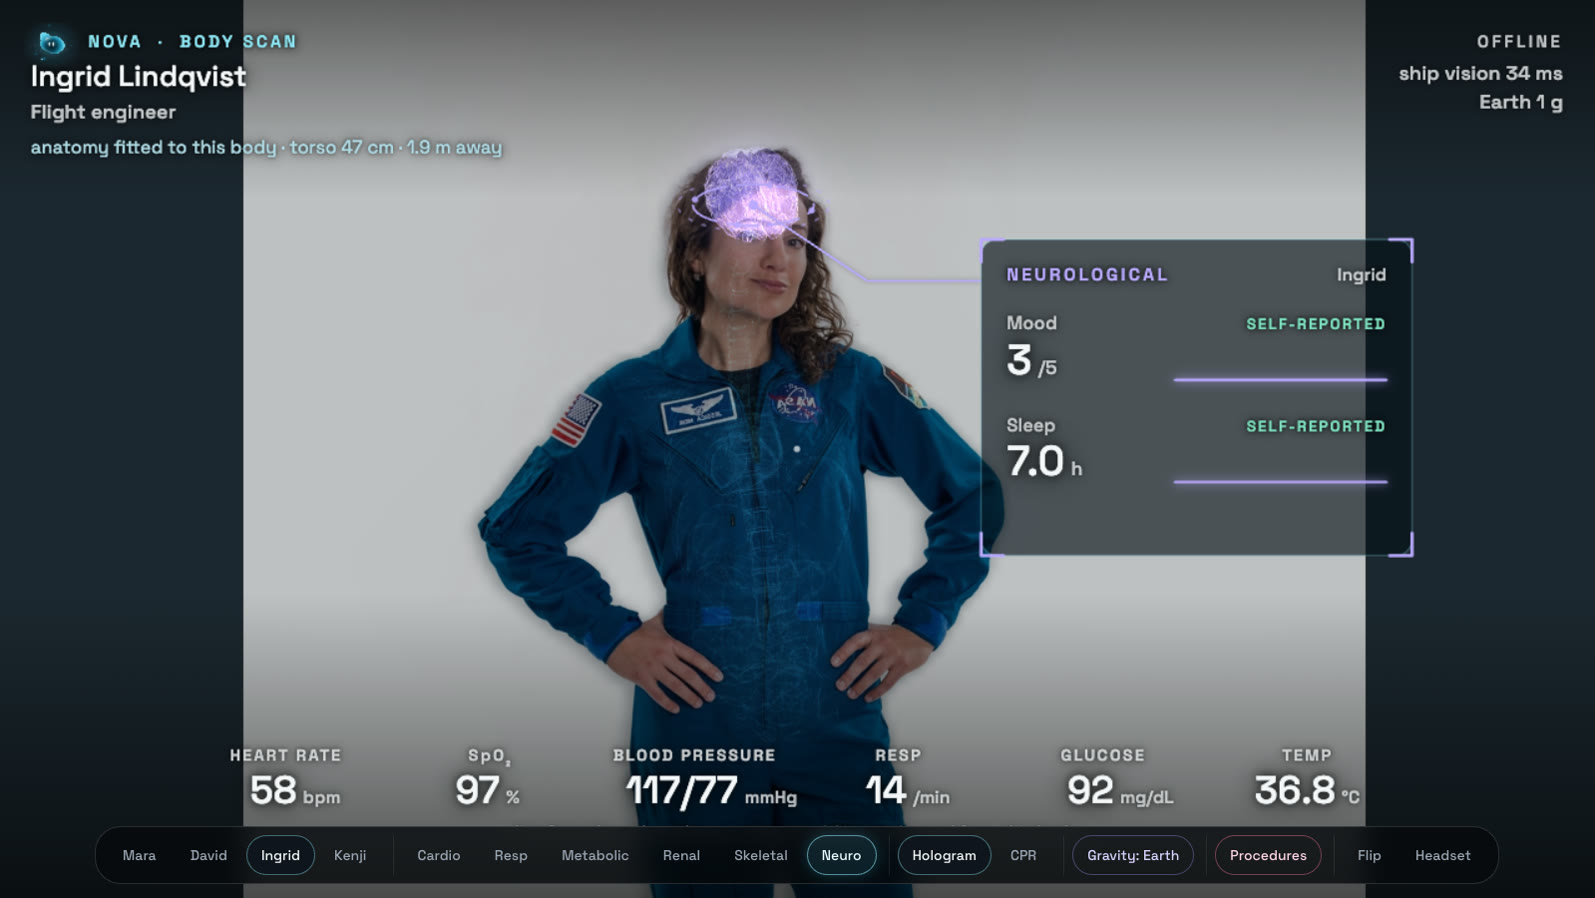 NOVA · BODY SCAN
Ingrid Lindqvist
Flight engineer
anatomy fitted to this body · torso 47 cm · 1.9 m away
OFFLINE
ship vision 34 ms
Earth 1 g
NEUROLOGICAL Ingrid
Mood SELF-REPORTED
3 /5
Sleep SELF-REPORTED
7.0 h
HEART RATE SpO₂ BLOOD PRESSURE RESP GLUCOSE TEMP
58 bpm 97 % 117/77 mmHg 14 /min 92 mg/dL 36.8 °C
Mara David Ingrid Kenji Cardio Resp Metabolic Renal Skeletal Neuro Hologram CPR Gravity: Earth Procedures Flip Headset